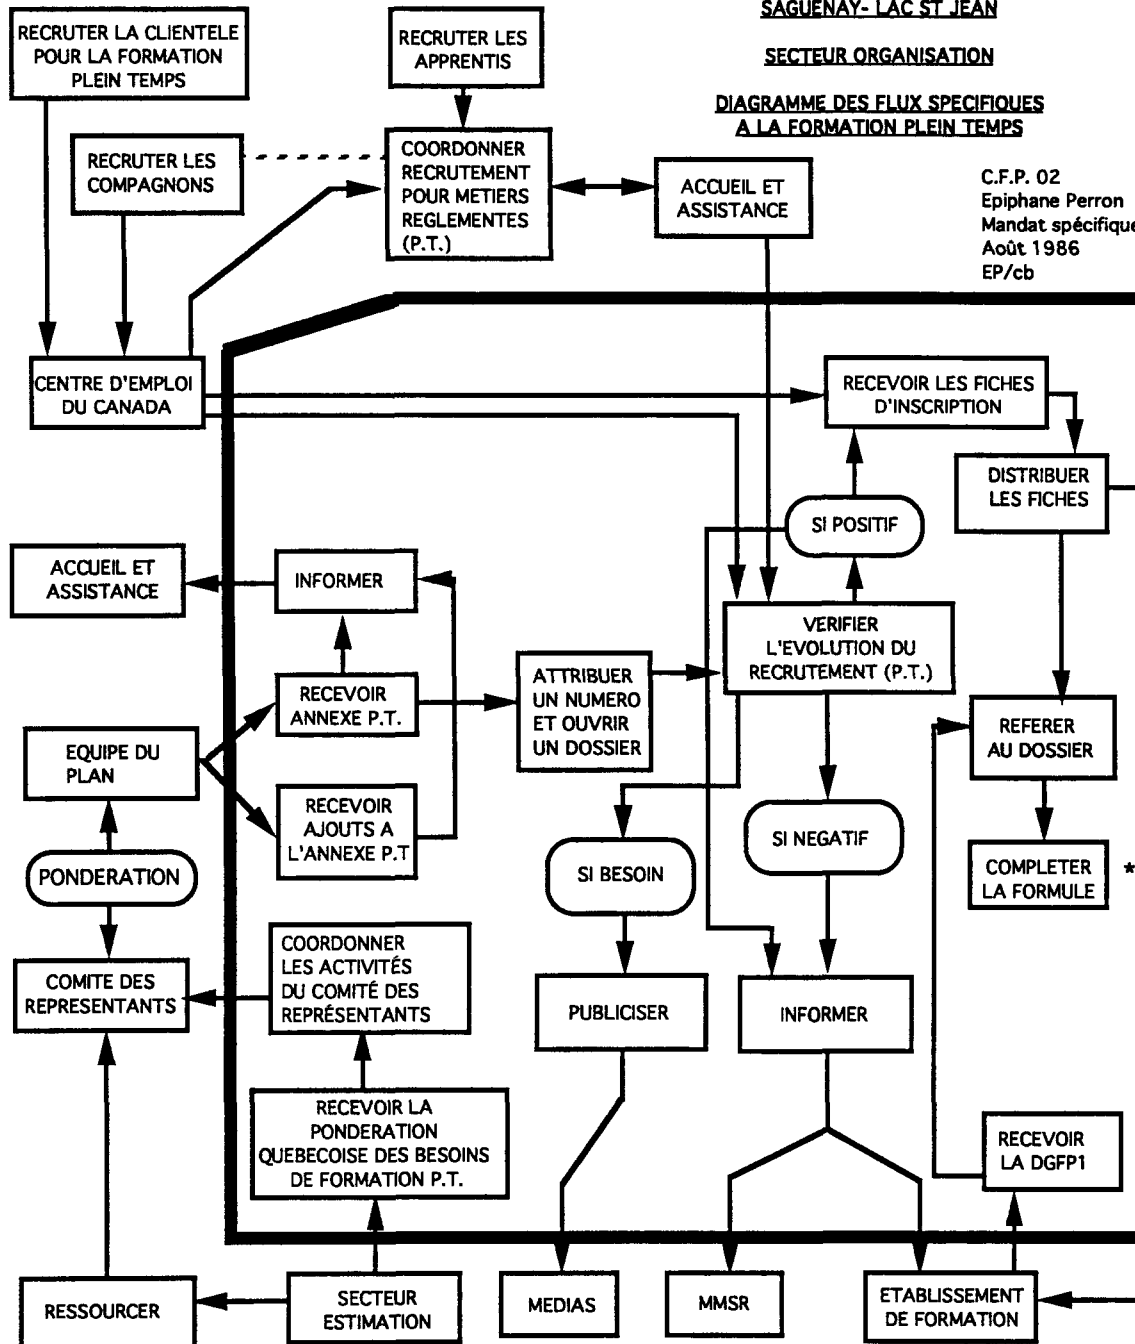 SAGUENAY- LAC ST JEAN
SECTEUR ORGANISATION
DIAGRAMME DES FLUX SPECIFIQUES
A LA FORMATION PLEIN TEMPS
C.F.P. 02
Epiphane Perron
Mandat spécifique
Août 1986
EP/cb
RECRUTER LA CLIENTELE
POUR LA FORMATION
PLEIN TEMPS
RECRUTER LES
APPRENTIS
RECRUTER LES
COMPAGNONS
COORDONNER
RECRUTEMENT
POUR METIERS
REGLEMENTES
(P.T.)
ACCUEIL ET
ASSISTANCE
CENTRE D'EMPLOI
DU CANADA
RECEVOIR LES FICHES
D'INSCRIPTION
DISTRIBUER
LES FICHES
SI POSITIF
ACCUEIL ET
ASSISTANCE
INFORMER
VERIFIER
L'EVOLUTION DU
RECRUTEMENT (P.T.)
RECEVOIR
ANNEXE P.T.
ATTRIBUER
UN NUMERO
ET OUVRIR
UN DOSSIER
REFERER
AU DOSSIER
EQUIPE DU
PLAN
RECEVOIR
AJOUTS A
L'ANNEXE P.T
SI BESOIN
SI NEGATIF
COMPLETER
LA FORMULE
*
PONDERATION
COORDONNER
LES ACTIVITÉS
DU COMITÉ DES
REPRÉSENTANTS
COMITE DES
REPRESENTANTS
PUBLICISER
INFORMER
RECEVOIR LA
PONDERATION
QUEBECOISE DES BESOINS
DE FORMATION P.T.
RECEVOIR
LA DGFP1
RESSOURCER
SECTEUR
ESTIMATION
MEDIAS
MMSR
ETABLISSEMENT
DE FORMATION